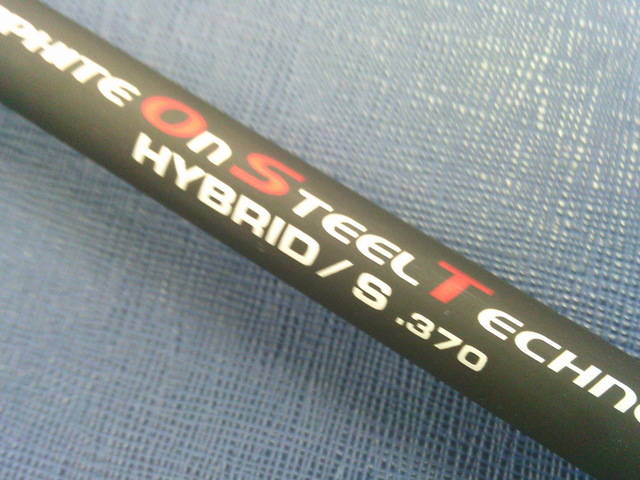 PHITE On STEEL TECHNO
HYBRID / S .370